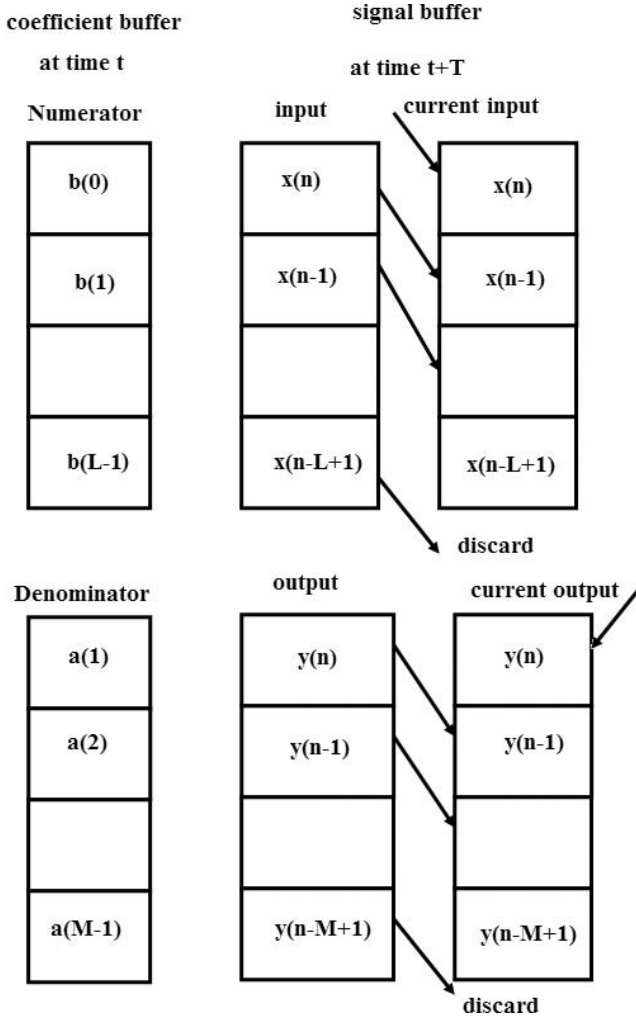 coefficient buffer
at time t
signal buffer
at time t+T
Numerator
input
current input
b(0)
x(n)
x(n)
b(1)
x(n-1)
x(n-1)
b(L-1)
x(n-L+1)
x(n-L+1)
discard
Denominator
output
current output
a(1)
y(n)
y(n)
a(2)
y(n-1)
y(n-1)
a(M-1)
y(n-M+1)
y(n-M+1)
discard